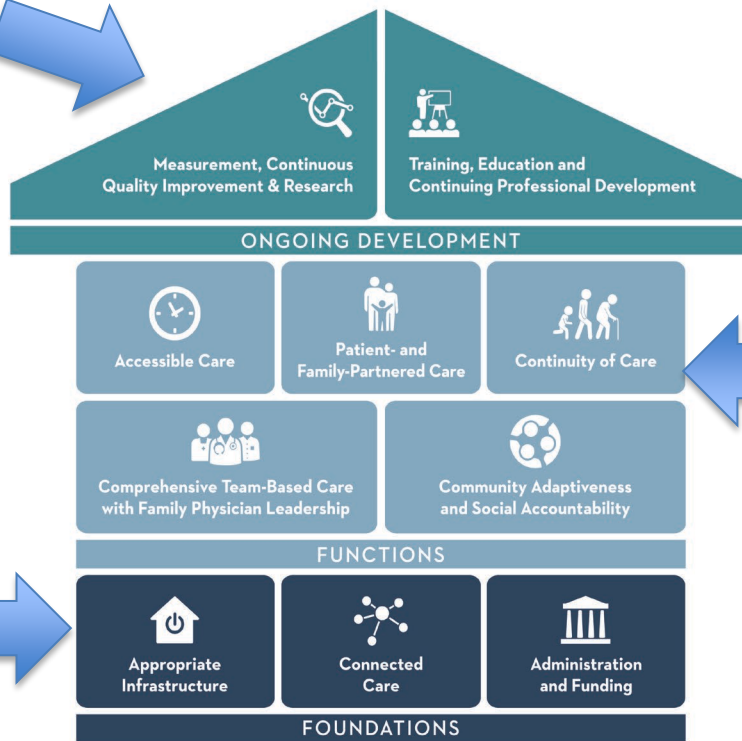 Measurement, Continuous
Quality Improvement & Research
Training, Education and
Continuing Professional Development
ONGOING DEVELOPMENT
Accessible Care
Patient- and
Family-Partnered Care
Continuity of Care
Comprehensive Team-Based Care
with Family Physician Leadership
Community Adaptiveness
and Social Accountability
FUNCTIONS
Appropriate
Infrastructure
Connected
Care
Administration
and Funding
FOUNDATIONS